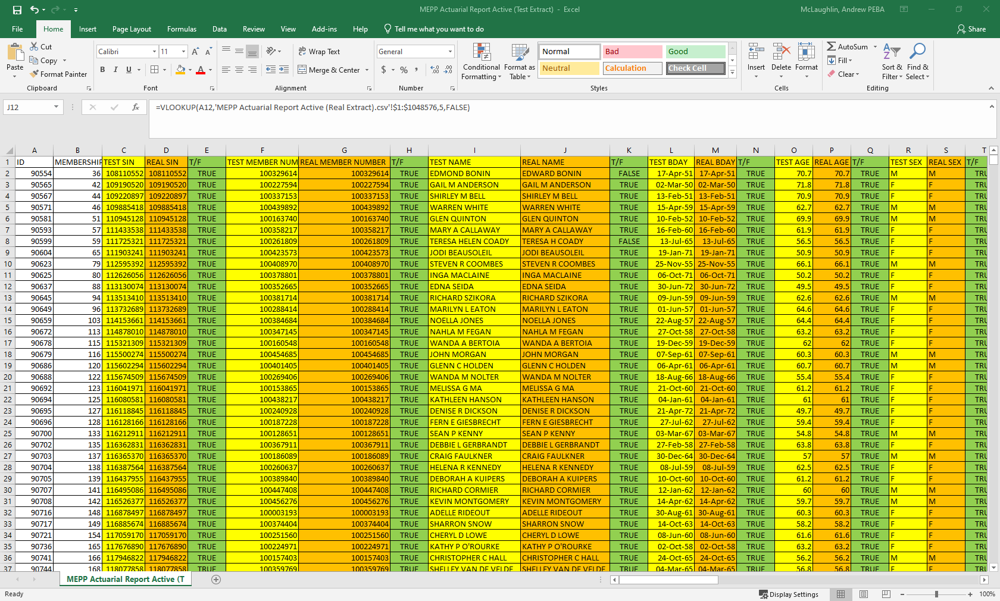 MEPP Actuarial Report Active (Test Extract) - Excel
McLaughlin, Andrew PEBA
File Home Insert Page Layout Formulas Data Review View Add-ins Help Tell me what you want to do Share
Paste
Cut
Copy
Format Painter
Clipboard
Calibri 11
B I U
Font
Wrap Text
Merge & Center
Alignment
General
$ %
Number
Conditional Formatting
Format as Table
Normal Bad Good
Neutral Calculation Check Cell
Styles
Insert Delete Format
Cells
AutoSum
Fill
Clear
Sort & Filter
Find & Select
Editing
J12 fx =VLOOKUP(A12,'MEPP Actuarial Report Active (Real Extract).csv'!$1:$1048576,5,FALSE)
A B C D E F G H I J K L M N O P Q R S T
1 ID MEMBERSHIP TEST SIN REAL SIN T/F TEST MEMBER NUM REAL MEMBER NUMBER T/F TEST NAME REAL NAME T/F TEST BDAY REAL BDAY T/F TEST AGE REAL AGE T/F TEST SEX REAL SEX T/F
2 90554 36 108110552 108110552 TRUE 100329614 100329614 TRUE EDMOND BONIN EDWARD BONIN FALSE 17-Apr-51 17-Apr-51 TRUE 70.7 70.7 TRUE M M TRU
3 90565 42 109190520 109190520 TRUE 100227594 100227594 TRUE GAIL M ANDERSON GAIL M ANDERSON TRUE 02-Mar-50 02-Mar-50 TRUE 71.8 71.8 TRUE F F TRU
4 90567 44 109220897 109220897 TRUE 100337153 100337153 TRUE SHIRLEY M BELL SHIRLEY M BELL TRUE 13-Feb-51 13-Feb-51 TRUE 70.9 70.9 TRUE F F TRU
5 90571 46 109885418 109885418 TRUE 100439892 100439892 TRUE WARREN WHITE WARREN WHITE TRUE 15-Apr-59 15-Apr-59 TRUE 62.7 62.7 TRUE M M TRU
6 90581 51 110945128 110945128 TRUE 100163740 100163740 TRUE GLEN QUINTON GLEN QUINTON TRUE 10-Feb-52 10-Feb-52 TRUE 69.9 69.9 TRUE M M TRU
7 90593 57 111433538 111433538 TRUE 100358217 100358217 TRUE MARY A CALLAWAY MARY A CALLAWAY TRUE 16-Feb-60 16-Feb-60 TRUE 61.9 61.9 TRUE F F TRU
8 90599 59 111725321 111725321 TRUE 100261809 100261809 TRUE TERESA HELEN COADY TERESA H COADY FALSE 13-Jul-65 13-Jul-65 TRUE 56.5 56.5 TRUE F F TRU
9 90604 65 111903241 111903241 TRUE 100423573 100423573 TRUE JODI BEAUSOLEIL JODI BEAUSOLEIL TRUE 19-Jan-71 19-Jan-71 TRUE 50.9 50.9 TRUE F F TRU
10 90623 79 112595392 112595392 TRUE 100408970 100408970 TRUE STEVEN R COOMBES STEVEN R COOMBES TRUE 25-Nov-55 25-Nov-55 TRUE 66.1 66.1 TRUE M M TRU
11 90625 80 112626056 112626056 TRUE 100378801 100378801 TRUE INGA MACLAINE INGA MACLAINE TRUE 06-Oct-71 06-Oct-71 TRUE 50.2 50.2 TRUE F F TRU
12 90637 88 113130074 113130074 TRUE 100352665 100352665 TRUE EDNA SEIDA EDNA SEIDA TRUE 30-Jun-72 30-Jun-72 TRUE 49.5 49.5 TRUE F F TRU
13 90645 94 113513410 113513410 TRUE 100381714 100381714 TRUE RICHARD SZIKORA RICHARD SZIKORA TRUE 09-Jun-59 09-Jun-59 TRUE 62.6 62.6 TRUE M M TRU
14 90649 96 113732689 113732689 TRUE 100288414 100288414 TRUE MARILYN L EATON MARILYN L EATON TRUE 01-Jun-57 01-Jun-57 TRUE 64.6 64.6 TRUE F F TRU
15 90659 103 114153661 114153661 TRUE 100384684 100384684 TRUE NOELLA JONES NOELLA JONES TRUE 22-Aug-57 22-Aug-57 TRUE 64.4 64.4 TRUE F F TRU
16 90672 113 114878010 114878010 TRUE 100347145 100347145 TRUE NAHLA M FEGAN NAHLA M FEGAN TRUE 27-Oct-58 27-Oct-58 TRUE 63.2 63.2 TRUE F F TRU
17 90678 115 115321309 115321309 TRUE 100160548 100160548 TRUE WANDA A BERTOIA WANDA A BERTOIA TRUE 19-Dec-59 19-Dec-59 TRUE 62 62 TRUE F F TRU
18 90679 116 115500274 115500274 TRUE 100454685 100454685 TRUE JOHN MORGAN JOHN MORGAN TRUE 07-Sep-61 07-Sep-61 TRUE 60.3 60.3 TRUE M M TRU
19 90686 120 115602294 115602294 TRUE 100401405 100401405 TRUE GLENN C HOLDEN GLENN C HOLDEN TRUE 06-Apr-61 06-Apr-61 TRUE 60.7 60.7 TRUE M M TRU
20 90688 122 115674509 115674509 TRUE 100269406 100269406 TRUE WANDA M NOLTER WANDA M NOLTER TRUE 18-Aug-66 18-Aug-66 TRUE 55.4 55.4 TRUE F F TRU
21 90692 123 116041971 116041971 TRUE 100153865 100153865 TRUE MELISSA G MA MELISSA G MA TRUE 21-Oct-60 21-Oct-60 TRUE 61.2 61.2 TRUE F F TRU
22 90694 125 116080581 116080581 TRUE 100438217 100438217 TRUE KATHLEEN HANSON KATHLEEN HANSON TRUE 04-Jan-61 04-Jan-61 TRUE 61 61 TRUE F F TRU
23 90695 127 116118845 116118845 TRUE 100240928 100240928 TRUE DENISE R DICKSON DENISE R DICKSON TRUE 21-Apr-72 21-Apr-72 TRUE 49.7 49.7 TRUE F F TRU
24 90696 128 116128166 116128166 TRUE 100187228 100187228 TRUE FERN E GIESBRECHT FERN E GIESBRECHT TRUE 27-Jul-62 27-Jul-62 TRUE 59.4 59.4 TRUE F F TRU
25 90700 133 116212911 116212911 TRUE 100128651 100128651 TRUE SEAN P KENNY SEAN P KENNY TRUE 03-Mar-67 03-Mar-67 TRUE 54.8 54.8 TRUE M M TRU
26 90702 135 116362831 116362831 TRUE 100367911 100367911 TRUE DEBBIE L GERBRANDT DEBBIE L GERBRANDT TRUE 27-Feb-58 27-Feb-58 TRUE 63.8 63.8 TRUE F F TRU
27 90703 137 116365370 116365370 TRUE 100186089 100186089 TRUE CRAIG FAULKNER CRAIG FAULKNER TRUE 30-Dec-64 30-Dec-64 TRUE 57 57 TRUE M M TRU
28 90704 138 116387564 116387564 TRUE 100260637 100260637 TRUE HELENA R KENNEDY HELENA R KENNEDY TRUE 08-Jul-59 08-Jul-59 TRUE 62.5 62.5 TRUE F F TRU
29 90705 139 116437955 116437955 TRUE 100389840 100389840 TRUE DEBORAH A KUIPERS DEBORAH A KUIPERS TRUE 10-Oct-60 10-Oct-60 TRUE 61.2 61.2 TRUE F F TRU
30 90707 141 116495086 116495086 TRUE 100447408 100447408 TRUE RICHARD CORMIER RICHARD CORMIER TRUE 12-Jan-62 12-Jan-62 TRUE 60 60 TRUE M M TRU
31 90708 142 116526377 116526377 TRUE 100456276 100456276 TRUE KEVIN MONTGOMERY KEVIN MONTGOMERY TRUE 14-Apr-62 14-Apr-62 TRUE 59.7 59.7 TRUE M M TRU
32 90716 148 116878497 116878497 TRUE 100003193 100003193 TRUE ADELLE RIDEOUT ADELLE RIDEOUT TRUE 30-Aug-61 30-Aug-61 TRUE 60.3 60.3 TRUE F F TRU
33 90717 149 116885674 116885674 TRUE 100374404 100374404 TRUE SHARRON SNOW SHARRON SNOW TRUE 14-Oct-63 14-Oct-63 TRUE 58.2 58.2 TRUE F F TRU
34 90721 154 117059170 117059170 TRUE 100251560 100251560 TRUE CHERYL D LOWE CHERYL D LOWE TRUE 08-Jun-60 08-Jun-60 TRUE 61.6 61.6 TRUE F F TRU
35 90736 165 117676890 117676890 TRUE 100224971 100224971 TRUE KATHY P O'ROURKE KATHY P O'ROURKE TRUE 02-Oct-58 02-Oct-58 TRUE 63.2 63.2 TRUE F F TRU
36 90741 166 117946822 117946822 TRUE 100157403 100157403 TRUE CHRISTOPHER C HALL CHRISTOPHER C HALL TRUE 24-Oct-65 24-Oct-65 TRUE 56.2 56.2 TRUE M M TRU
37 90744 168 118077858 118077858 TRUE 100359769 100359769 TRUE SHELLEY VAN DE VELDE SHELLEY VAN DE VELDE TRUE 04-Mar-65 04-Mar-65 TRUE 56.8 56.8 TRUE F F TRU
MEPP Actuarial Report Active (T
Ready Display Settings 100%